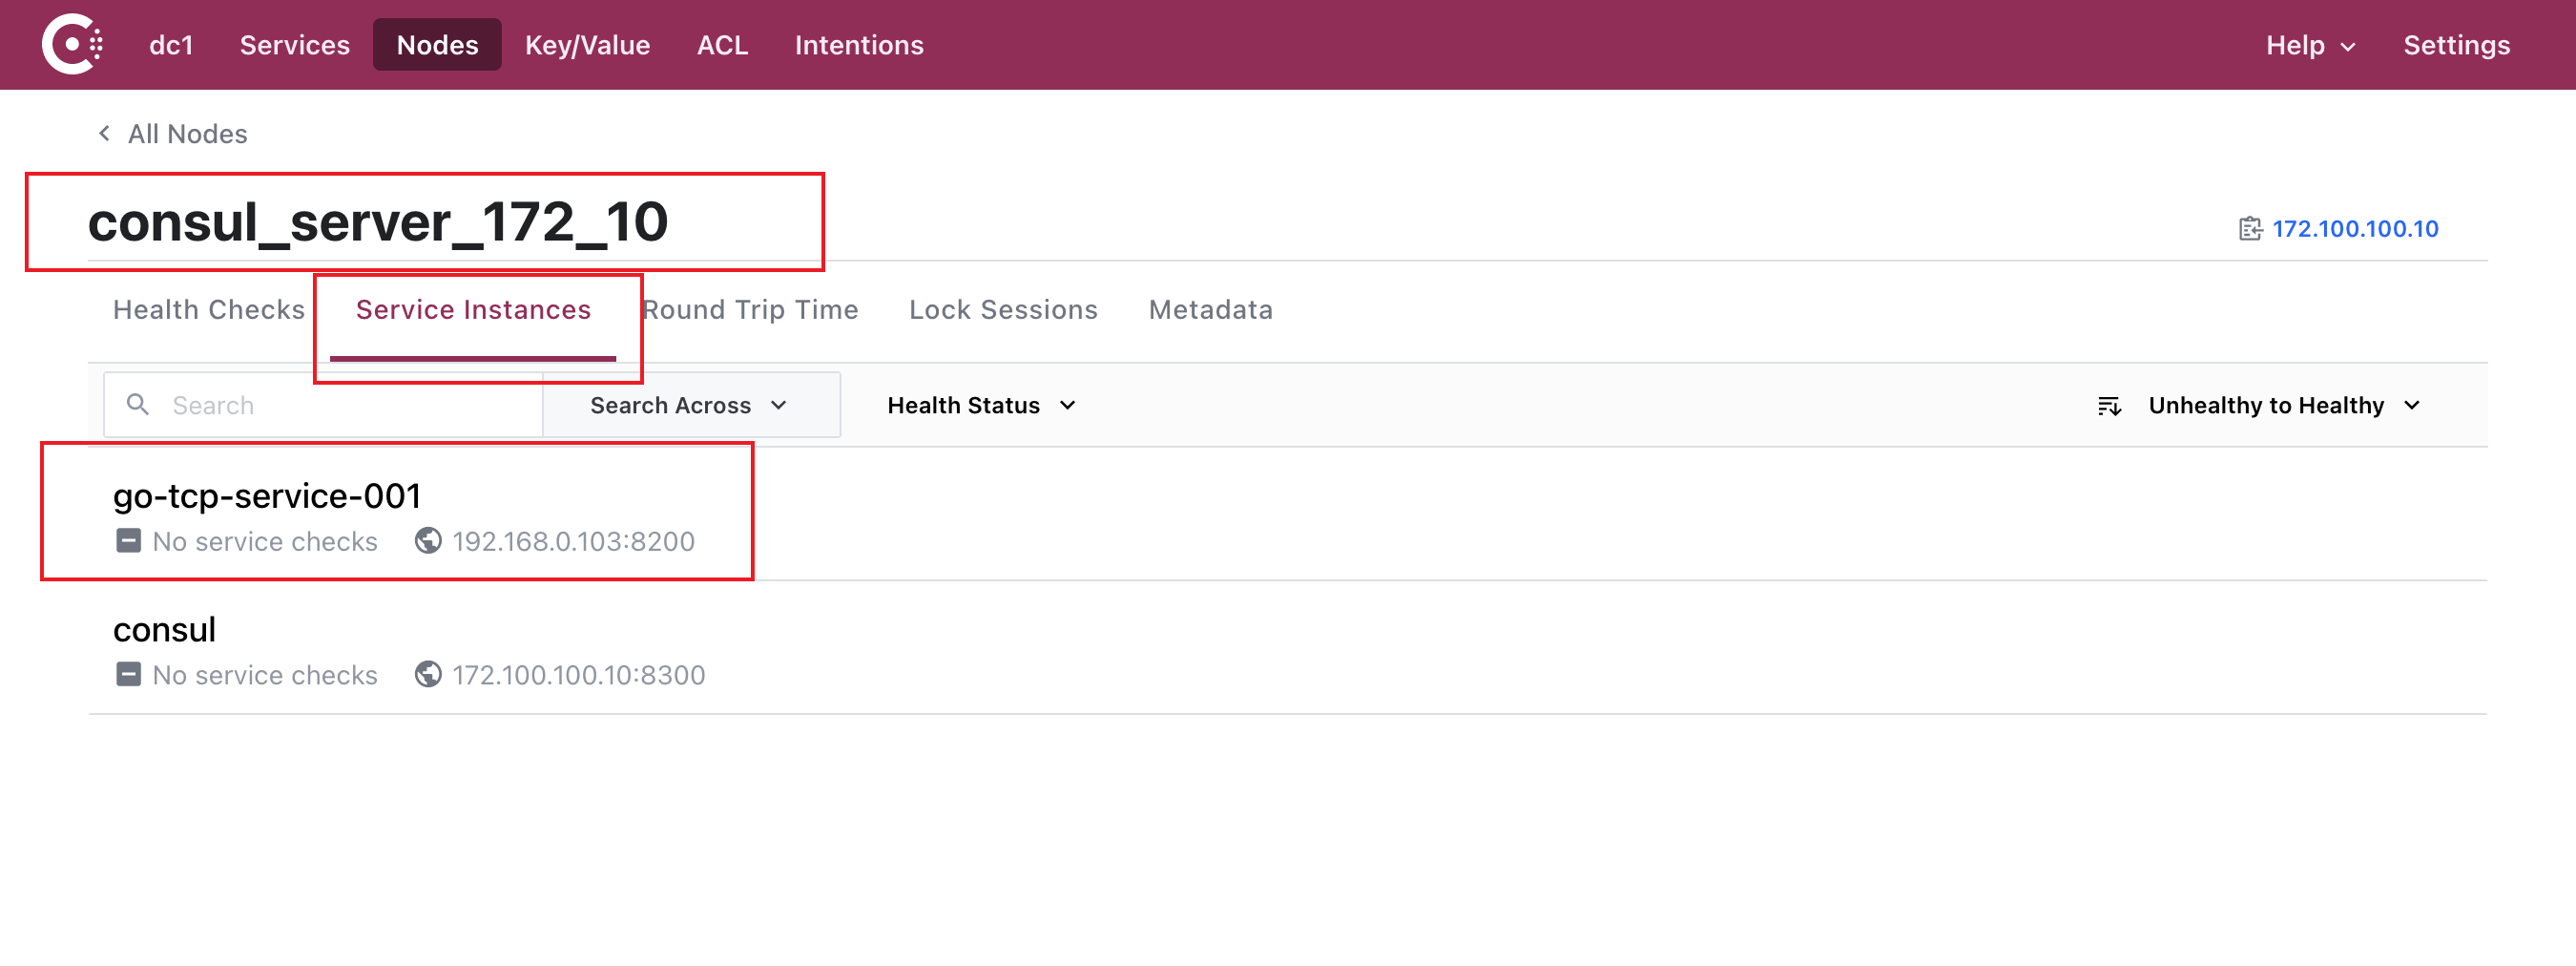 dc1 Services Nodes Key/Value ACL Intentions Help Settings
All Nodes
consul_server_172_10
172.100.100.10
Health Checks Service Instances Round Trip Time Lock Sessions Metadata
Search Search Across Health Status Unhealthy to Healthy
go-tcp-service-001
No service checks 192.168.0.103:8200
consul
No service checks 172.100.100.10:8300